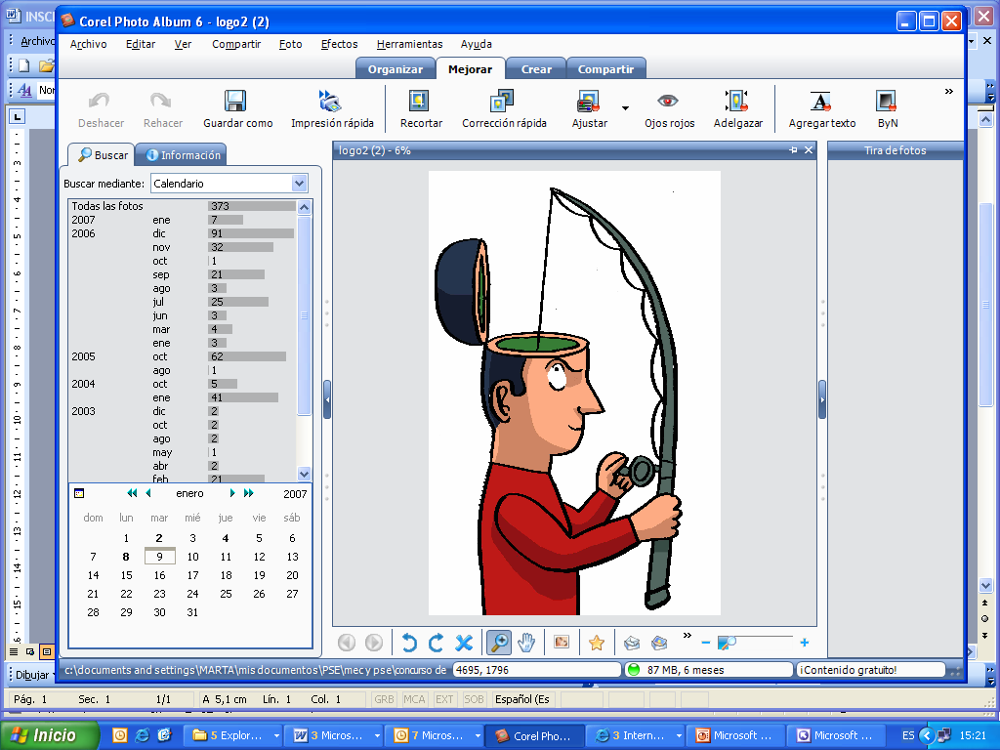 INSCI
Corel Photo Album 6 - logo2 (2)
Archivo
Archivo Editar Ver Compartir Foto Efectos Herramientas Ayuda
Organizar Mejorar Crear Compartir
Nor
Deshacer Rehacer Guardar como Impresión rápida Recortar Corrección rápida Ajustar Ojos rojos Adelgazar Agregar texto ByN
Buscar Información
logo2 (2) - 6%
Tira de fotos
Buscar mediante: Calendario
Todas las fotos 373
2007 ene 7
2006 dic 91
nov 32
oct 1
sep 21
ago 3
jul 25
jun 3
mar 4
ene 3
2005 oct 62
ago 1
2004 oct 5
ene 41
2003 dic 2
oct 2
ago 2
may 1
abr 2
feb 21
enero 2007
dom lun mar mié jue vie sáb
1 2 3 4 5 6
7 8 9 10 11 12 13
14 15 16 17 18 19 20
21 22 23 24 25 26 27
28 29 30 31
Dibujar
c:\documents and settings\MARTA\mis documentos\PSE\mec y pse\concurso de
4695, 1796
87 MB, 6 meses
¡Contenido gratuito!
Pág. 1 Sec. 1 1/1 A 5,1 cm Lín. 1 Col. 1 GRB MCA EXT SOB Español (Es
Inicio
5 Explor...
3 Micros...
7 Micros...
Corel Pho...
3 Intern...
Microsoft ...
Microsoft ...
ES
15:21